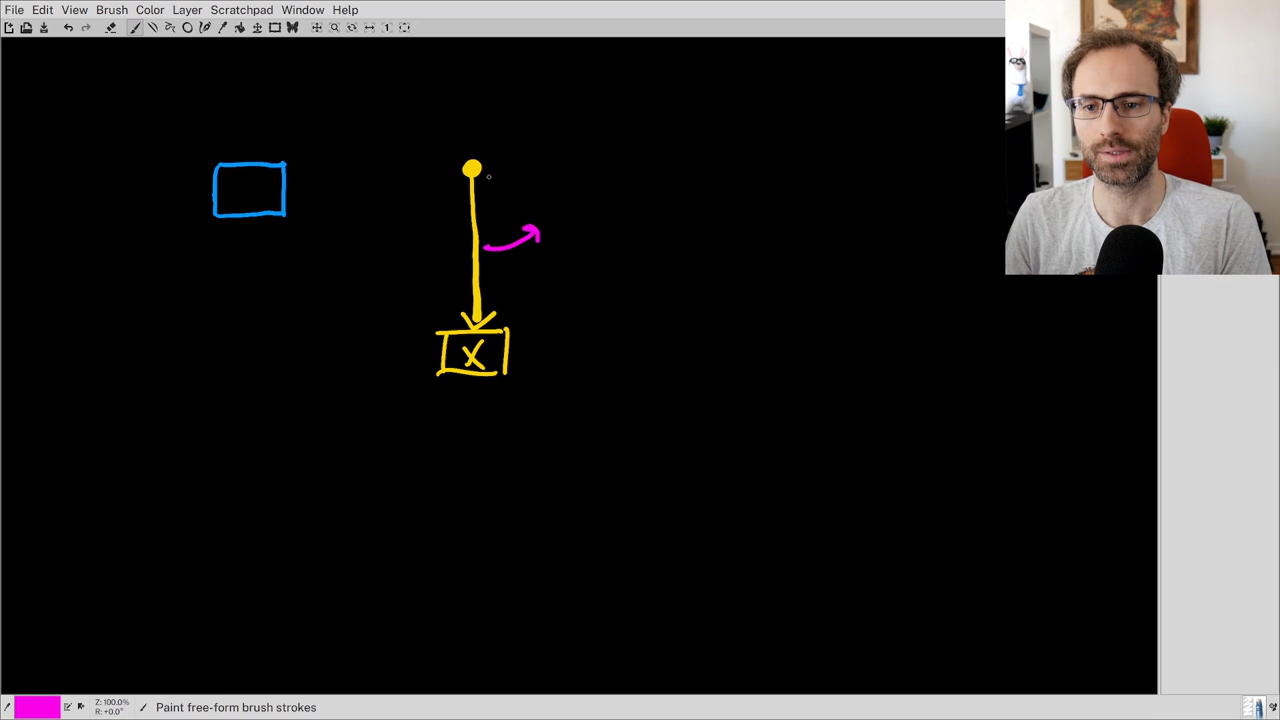 File Edit View Brush Color Layer Scratchpad Window Help
X
Z: 100.0%
R: +0.0°
Paint free-form brush strokes